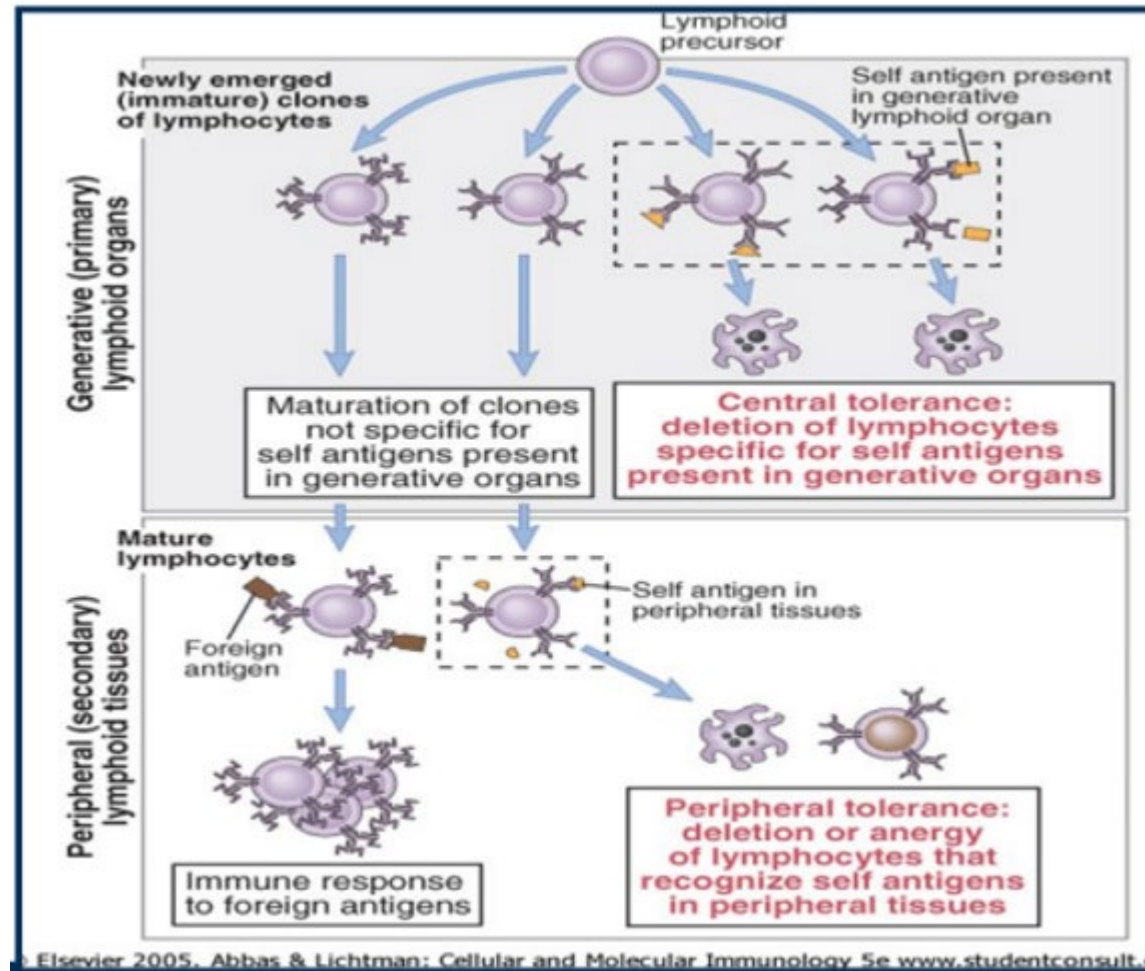 Lymphoid
precursor
Newly emerged
(immature) clones
of lymphocytes
Self antigen present
in generative
lymphoid organ
Generative (primary)
lymphoid organs
Maturation of clones
not specific for
self antigens present
in generative organs
Central tolerance:
deletion of lymphocytes
specific for self antigens
present in generative organs
Mature
lymphocytes
Self antigen in
peripheral tissues
Foreign
antigen
Peripheral (secondary)
lymphoid tissues
Immune response
to foreign antigens
Peripheral tolerance:
deletion or anergy
of lymphocytes that
recognize self antigens
in peripheral tissues
Elsevier 2005. Abbas & Lichtman: Cellular and Molecular Immunology 5e www.studentconsult.